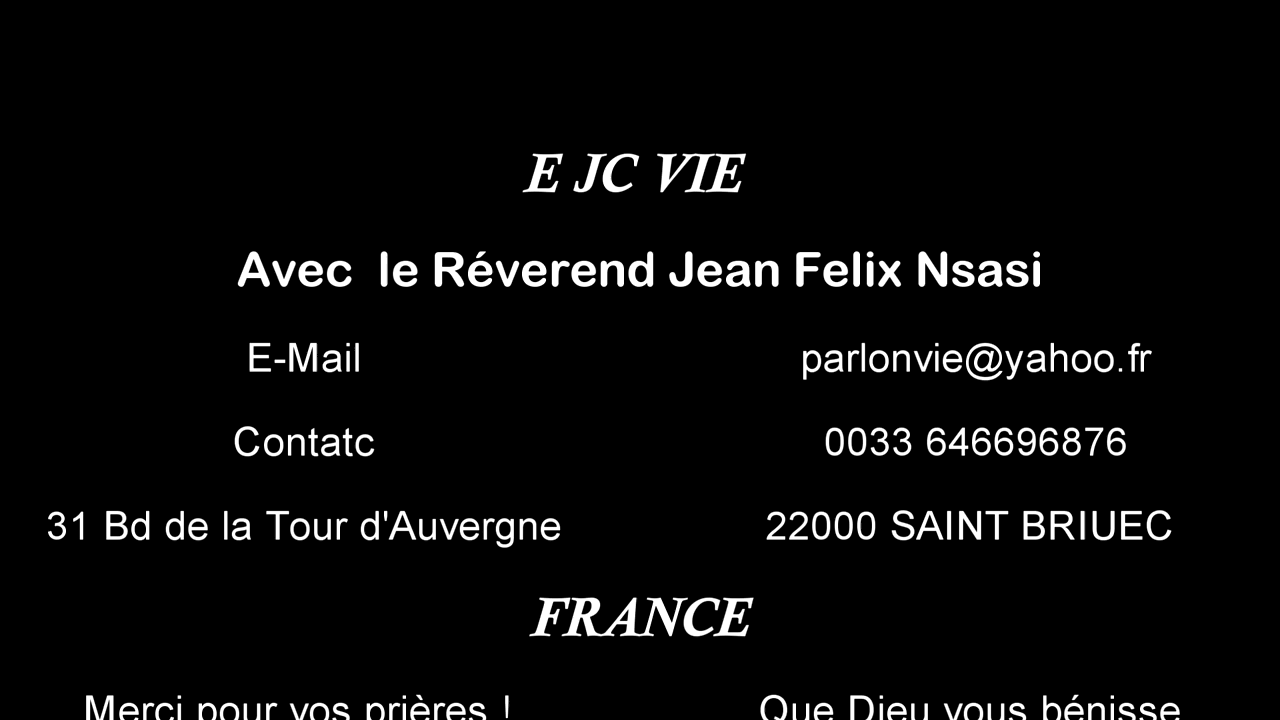 E JC VIE
Avec le Réverend Jean Felix Nsasi
E-Mail parlonvie@yahoo.fr
Contatc 0033 646696876
31 Bd de la Tour d'Auvergne 22000 SAINT BRIUEC
FRANCE
Merci pour vos prières ! Que Dieu vous bénisse